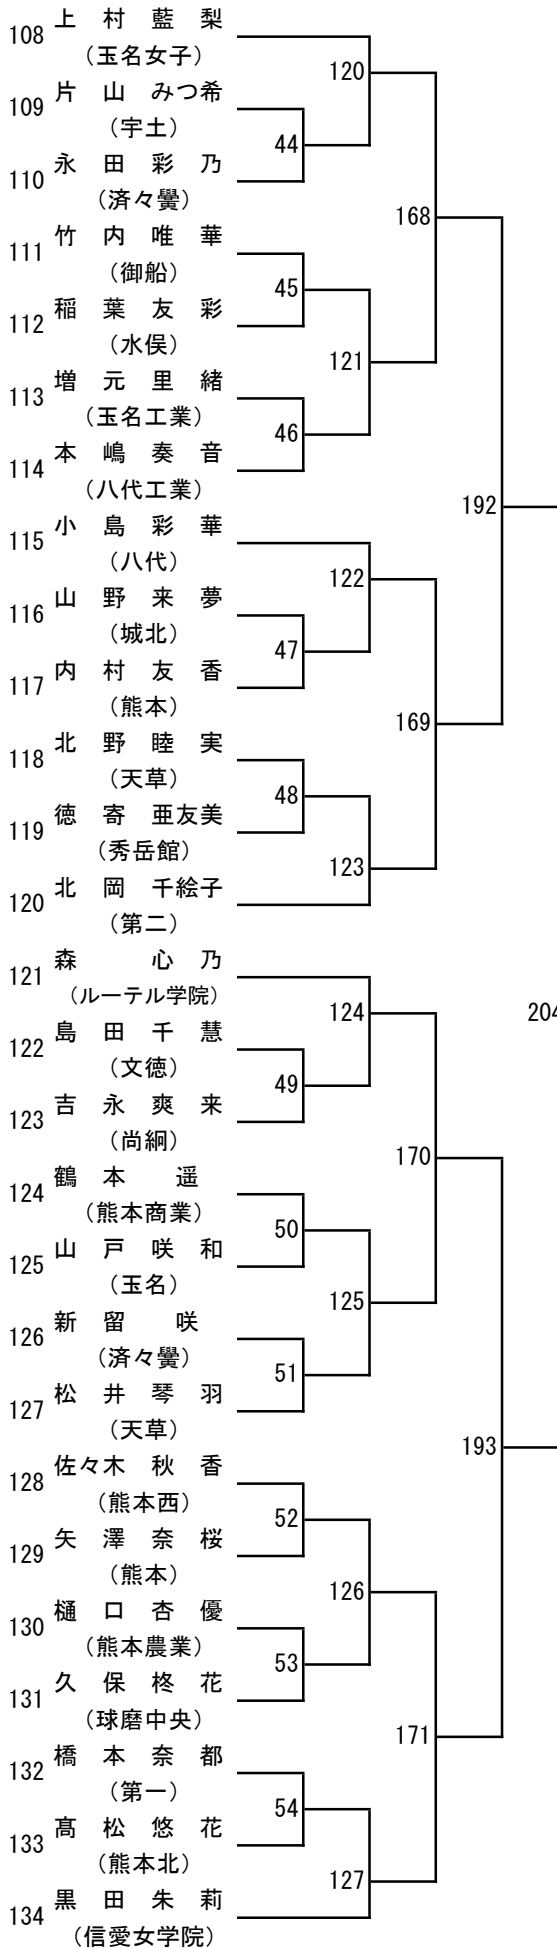 108 上 村 藍 梨
（玉名女子）
120
109 片 山 みつ希
（宇土）
44
110 永 田 彩 乃
（済々黌）
168
111 竹 内 唯 華
（御船）
45
112 稲 葉 友 彩
（水俣）
121
113 増 元 里 緒
（玉名工業）
46
114 本 嶋 奏 音
（八代工業）
192
115 小 島 彩 華
（八代）
122
116 山 野 来 夢
（城北）
47
117 内 村 友 香
（熊本）
169
118 北 野 睦 実
（天草）
48
119 徳 寄 亜友美
（秀岳館）
123
120 北 岡 千絵子
（第二）
121 森 心 乃
（ルーテル学院）
124
204
122 島 田 千 慧
（文徳）
49
123 吉 永 爽 来
（尚絅）
170
124 鶴 本 遥
（熊本商業）
50
125 山 戸 咲 和
（玉名）
125
126 新 留 咲
（済々黌）
51
127 松 井 琴 羽
（天草）
193
128 佐々木 秋 香
（熊本西）
52
129 矢 澤 奈 桜
（熊本）
126
130 樋 口 杏 優
（熊本農業）
53
131 久 保 柊 花
（球磨中央）
171
132 橋 本 奈 都
（第一）
54
133 髙 松 悠 花
（熊本北）
127
134 黒 田 朱 莉
（信愛女学院）